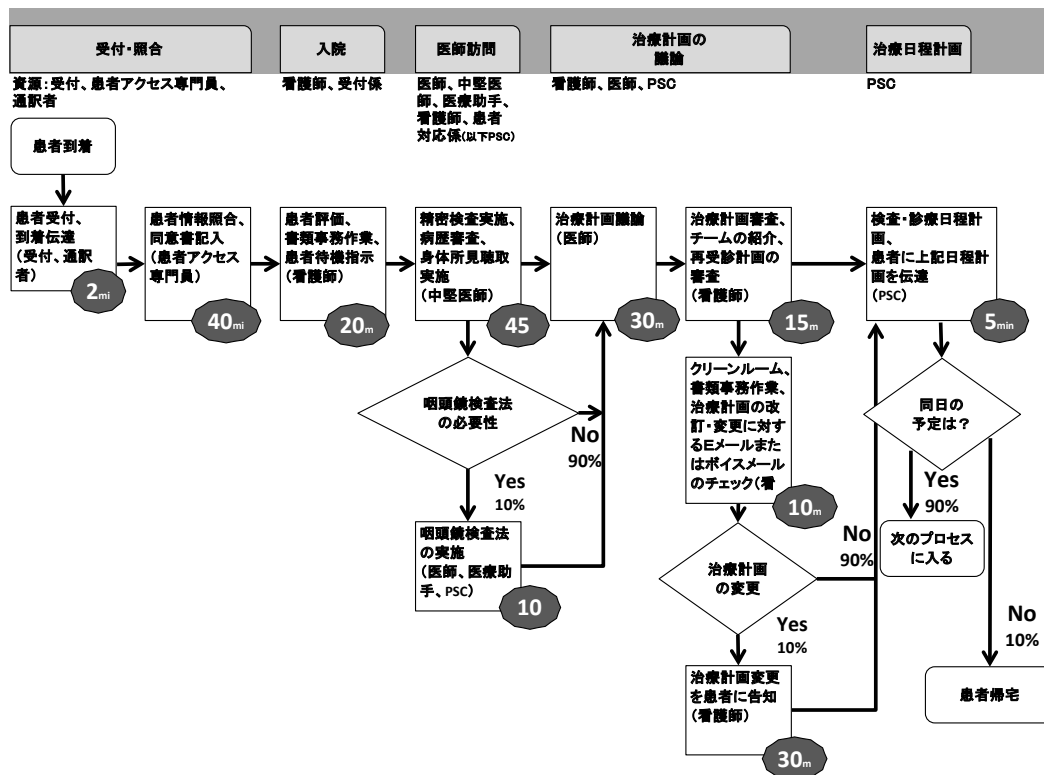 受付・照合
入院
医師訪問
治療計画の
議論
治療日程計画
資源：受付、患者アクセス専門員、
通訳者
看護師、受付係
医師、中堅医
師、医療助手、
看護師、患者
対応係(以下PSC)
看護師、医師、PSC
PSC
患者到着
患者受付、
到着伝達
(受付、通訳
者)
2mi
患者情報照合、
同意書記入
(患者アクセス
専門員)
40mi
患者評価、
書類事務作業、
患者待機指示
(看護師)
20m
精密検査実施、
病歴審査、
身体所見聴取
実施
(中堅医師)
45
治療計画議論
(医師)
30m
治療計画審査、
チームの紹介、
再受診計画の
審査
(看護師)
15m
検査・診療日程計
画、
患者に上記日程計
画を伝達
(PSC)
5min
咽頭鏡検査法
の必要性
No
90%
Yes
10%
咽頭鏡検査法
の実施
(医師、医療助
手、PSC)
10
クリーンルーム、
書類事務作業、
治療計画の改
訂・変更に対す
るEメールまた
はボイスメール
のチェック(看
10m
治療計画
の変更
No
90%
Yes
10%
治療計画変更
を患者に告知
(看護師)
30m
同日の
予定は？
Yes
90%
次のプロセス
に入る
No
10%
患者帰宅